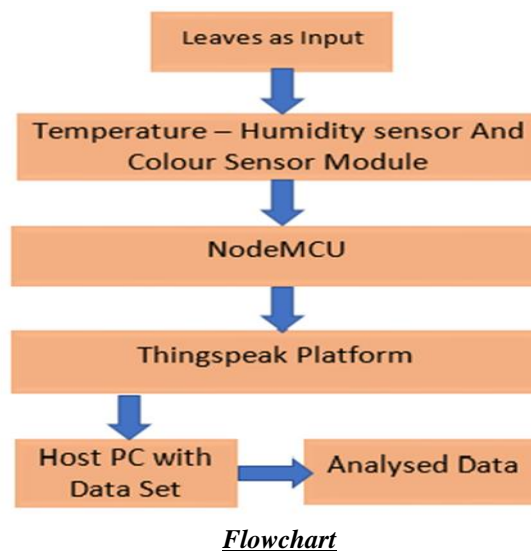 Leaves as Input
Temperature – Humidity sensor And
Colour Sensor Module
NodeMCU
Thingspeak Platform
Host PC with
Data Set
Analysed Data
Flowchart